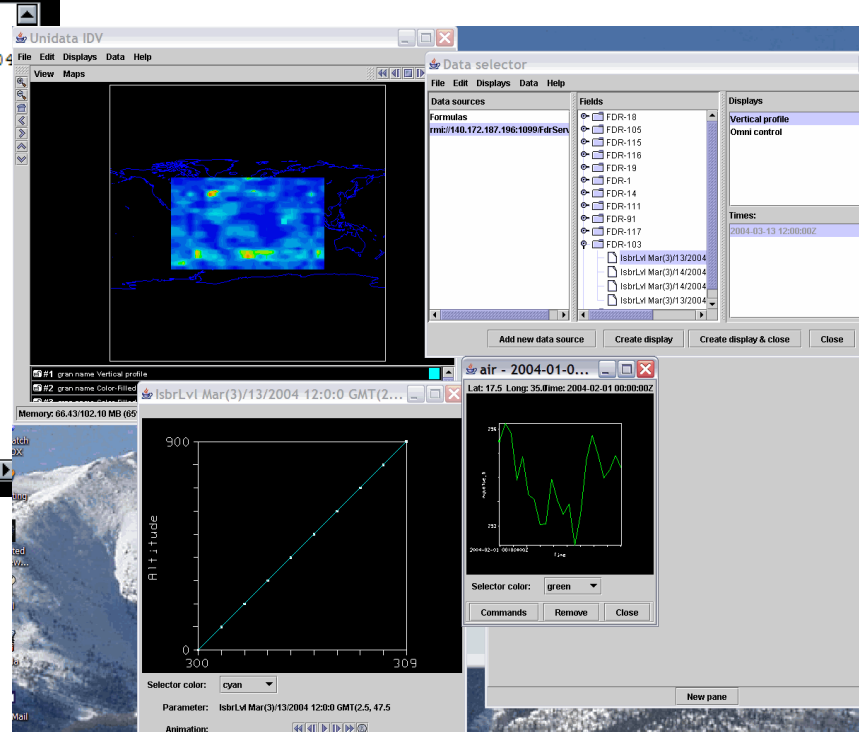 Unidata IDV
File Edit Displays Data Help
View Maps
#1 gran name Vertical profile
#2 gran name Color-Filled
Memory: 66.43/102.10 MB (65
Data selector
File Edit Displays Data Help
Data sources
Formulas
rmi://140.172.187.196:1099/FdrServ
Fields
FDR-18
FDR-105
FDR-115
FDR-116
FDR-19
FDR-1
FDR-14
FDR-111
FDR-91
FDR-117
FDR-103
IsbrLvl Mar(3)/13/2004
IsbrLvl Mar(3)/14/2004
IsbrLvl Mar(3)/14/2004
IsbrLvl Mar(3)/13/2004
Displays
Vertical profile
Omni control
Times:
2004-03-13 12:00:00Z
Add new data source Create display Create display & close Close
IsbrLvl Mar(3)/13/2004 12:0:0 GMT(2...
900
Altitude
0
300 309
Selector color: cyan
Parameter: IsbrLvl Mar(3)/13/2004 12:0:0 GMT(2.5, 47.5
Animation:
air - 2004-01-0...
Lat: 17.5 Long: 35.0 Time: 2004-02-01 00:00:00Z
296
292
2004-02-01 00:00:00Z
Time
Selector color: green
Commands Remove Close
New pane
Mail